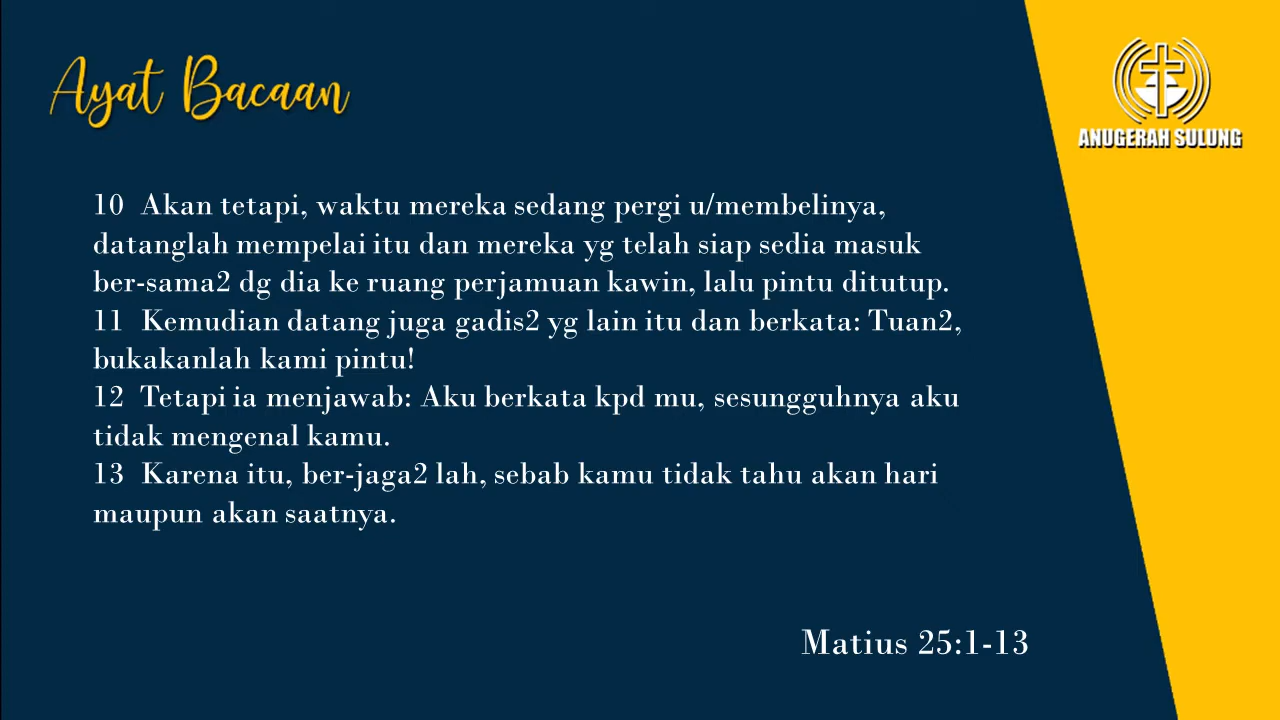 Ayat Bacaan
ANUGERAH SULUNG
10 Akan tetapi, waktu mereka sedang pergi u/membelinya,
datanglah mempelai itu dan mereka yg telah siap sedia masuk
ber-sama2 dg dia ke ruang perjamuan kawin, lalu pintu ditutup.
11 Kemudian datang juga gadis2 yg lain itu dan berkata: Tuan2,
bukakanlah kami pintu!
12 Tetapi ia menjawab: Aku berkata kpd mu, sesungguhnya aku
tidak mengenal kamu.
13 Karena itu, ber-jaga2 lah, sebab kamu tidak tahu akan hari
maupun akan saatnya.
Matius 25:1-13